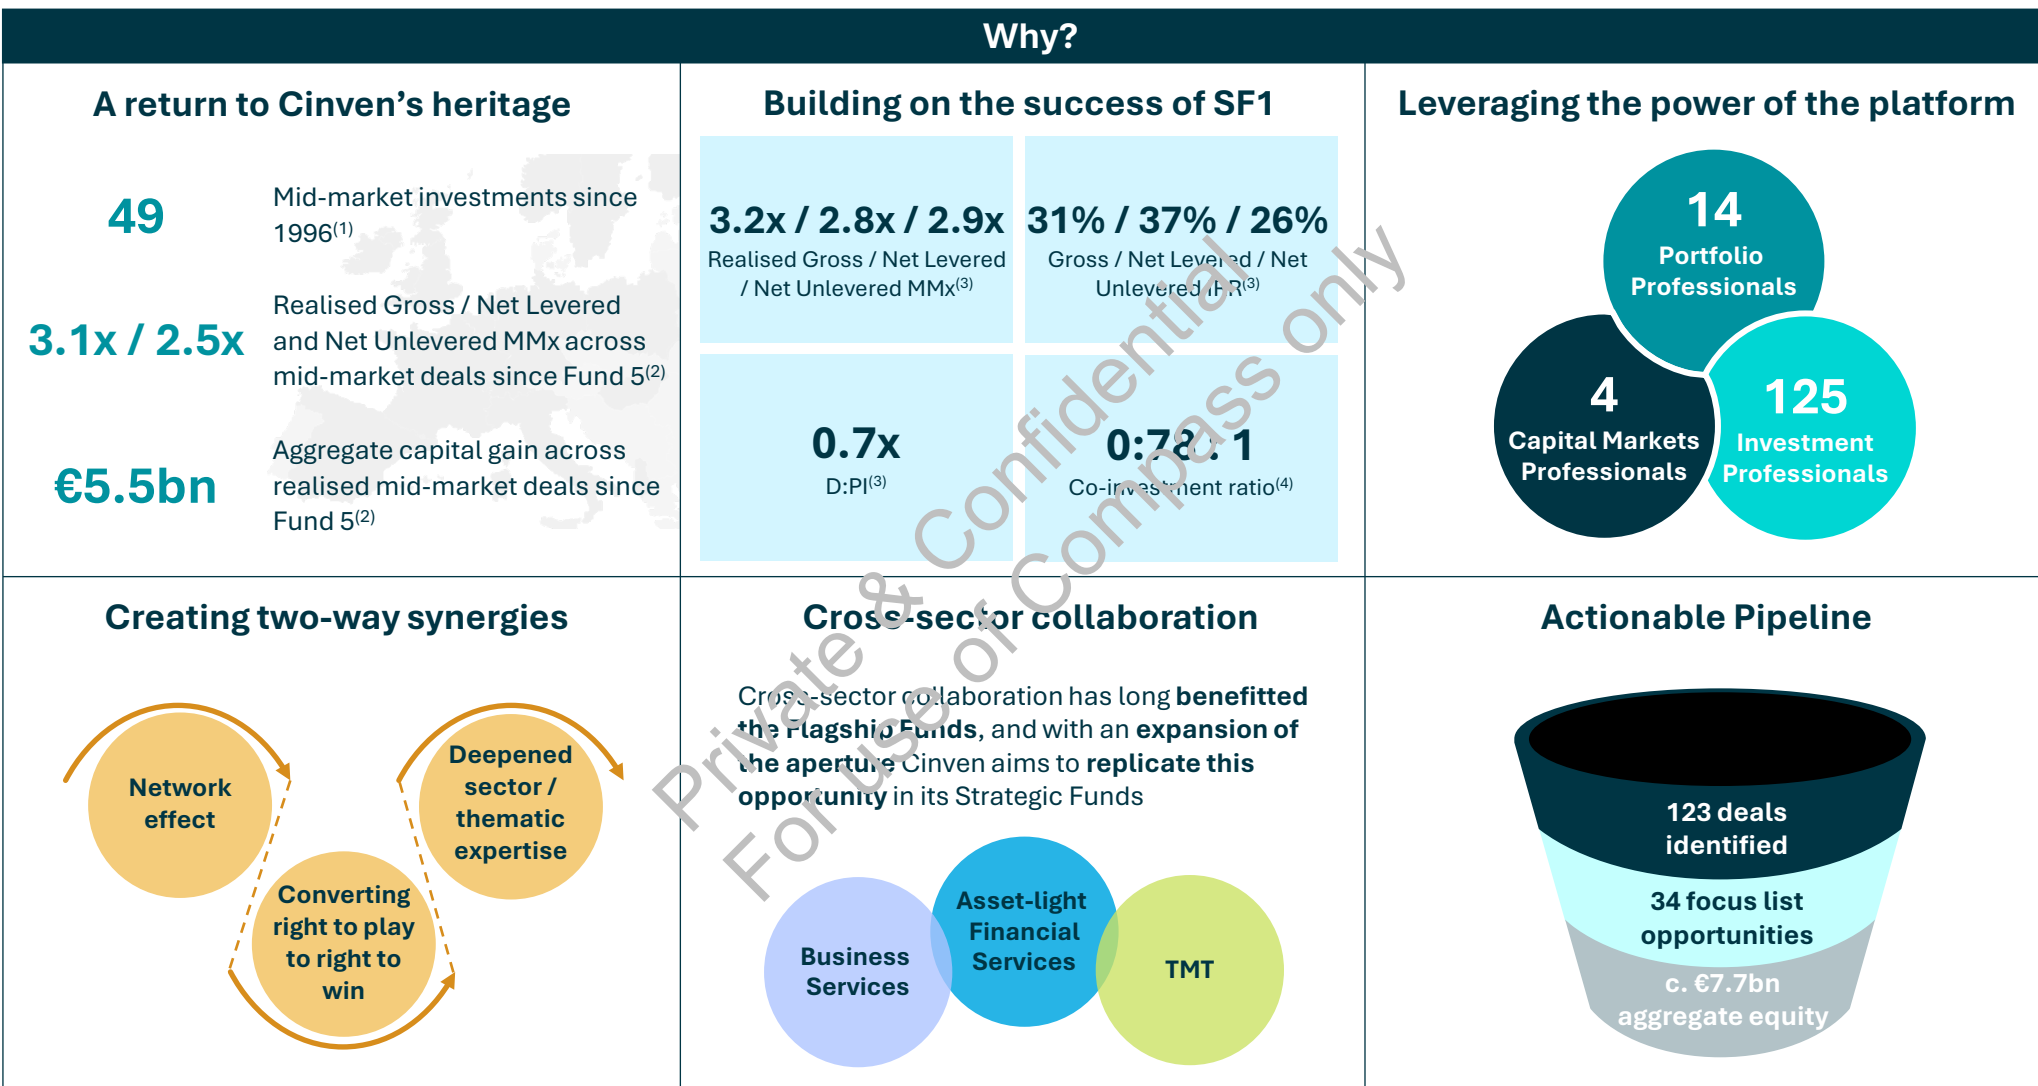 Why?
A return to Cinven's heritage
49
Mid-market investments since
1996(1)
3.1x / 2.5x
Realised Gross / Net Levered
and Net Unlevered MMx across
mid-market deals since Fund 5(2)
€5.5bn
Aggregate capital gain across
realised mid-market deals since
Fund 5(2)
Building on the success of SF1
3.2x / 2.8x / 2.9x
Realised Gross / Net Levered
/ Net Unlevered MMx(3)
31% / 37% / 26%
Gross / Net Levered / Net
Unlevered IRR(3)
0.7x
D:PI(3)
0:78 : 1
Co-investment ratio(4)
Leveraging the power of the platform
14
Portfolio
Professionals
4
Capital Markets
Professionals
125
Investment
Professionals
Creating two-way synergies
Network
effect
Converting
right to play
to right to
win
Deepened
sector /
thematic
expertise
Cross-sector collaboration
Cross-sector collaboration has long benefitted
the Flagship Funds, and with an expansion of
the aperture Cinven aims to replicate this
opportunity in its Strategic Funds
Business
Services
Asset-light
Financial
Services
TMT
Actionable Pipeline
123 deals
identified
34 focus list
opportunities
c. €7.7bn
aggregate equity
Private & Confidential
For use of Compass only